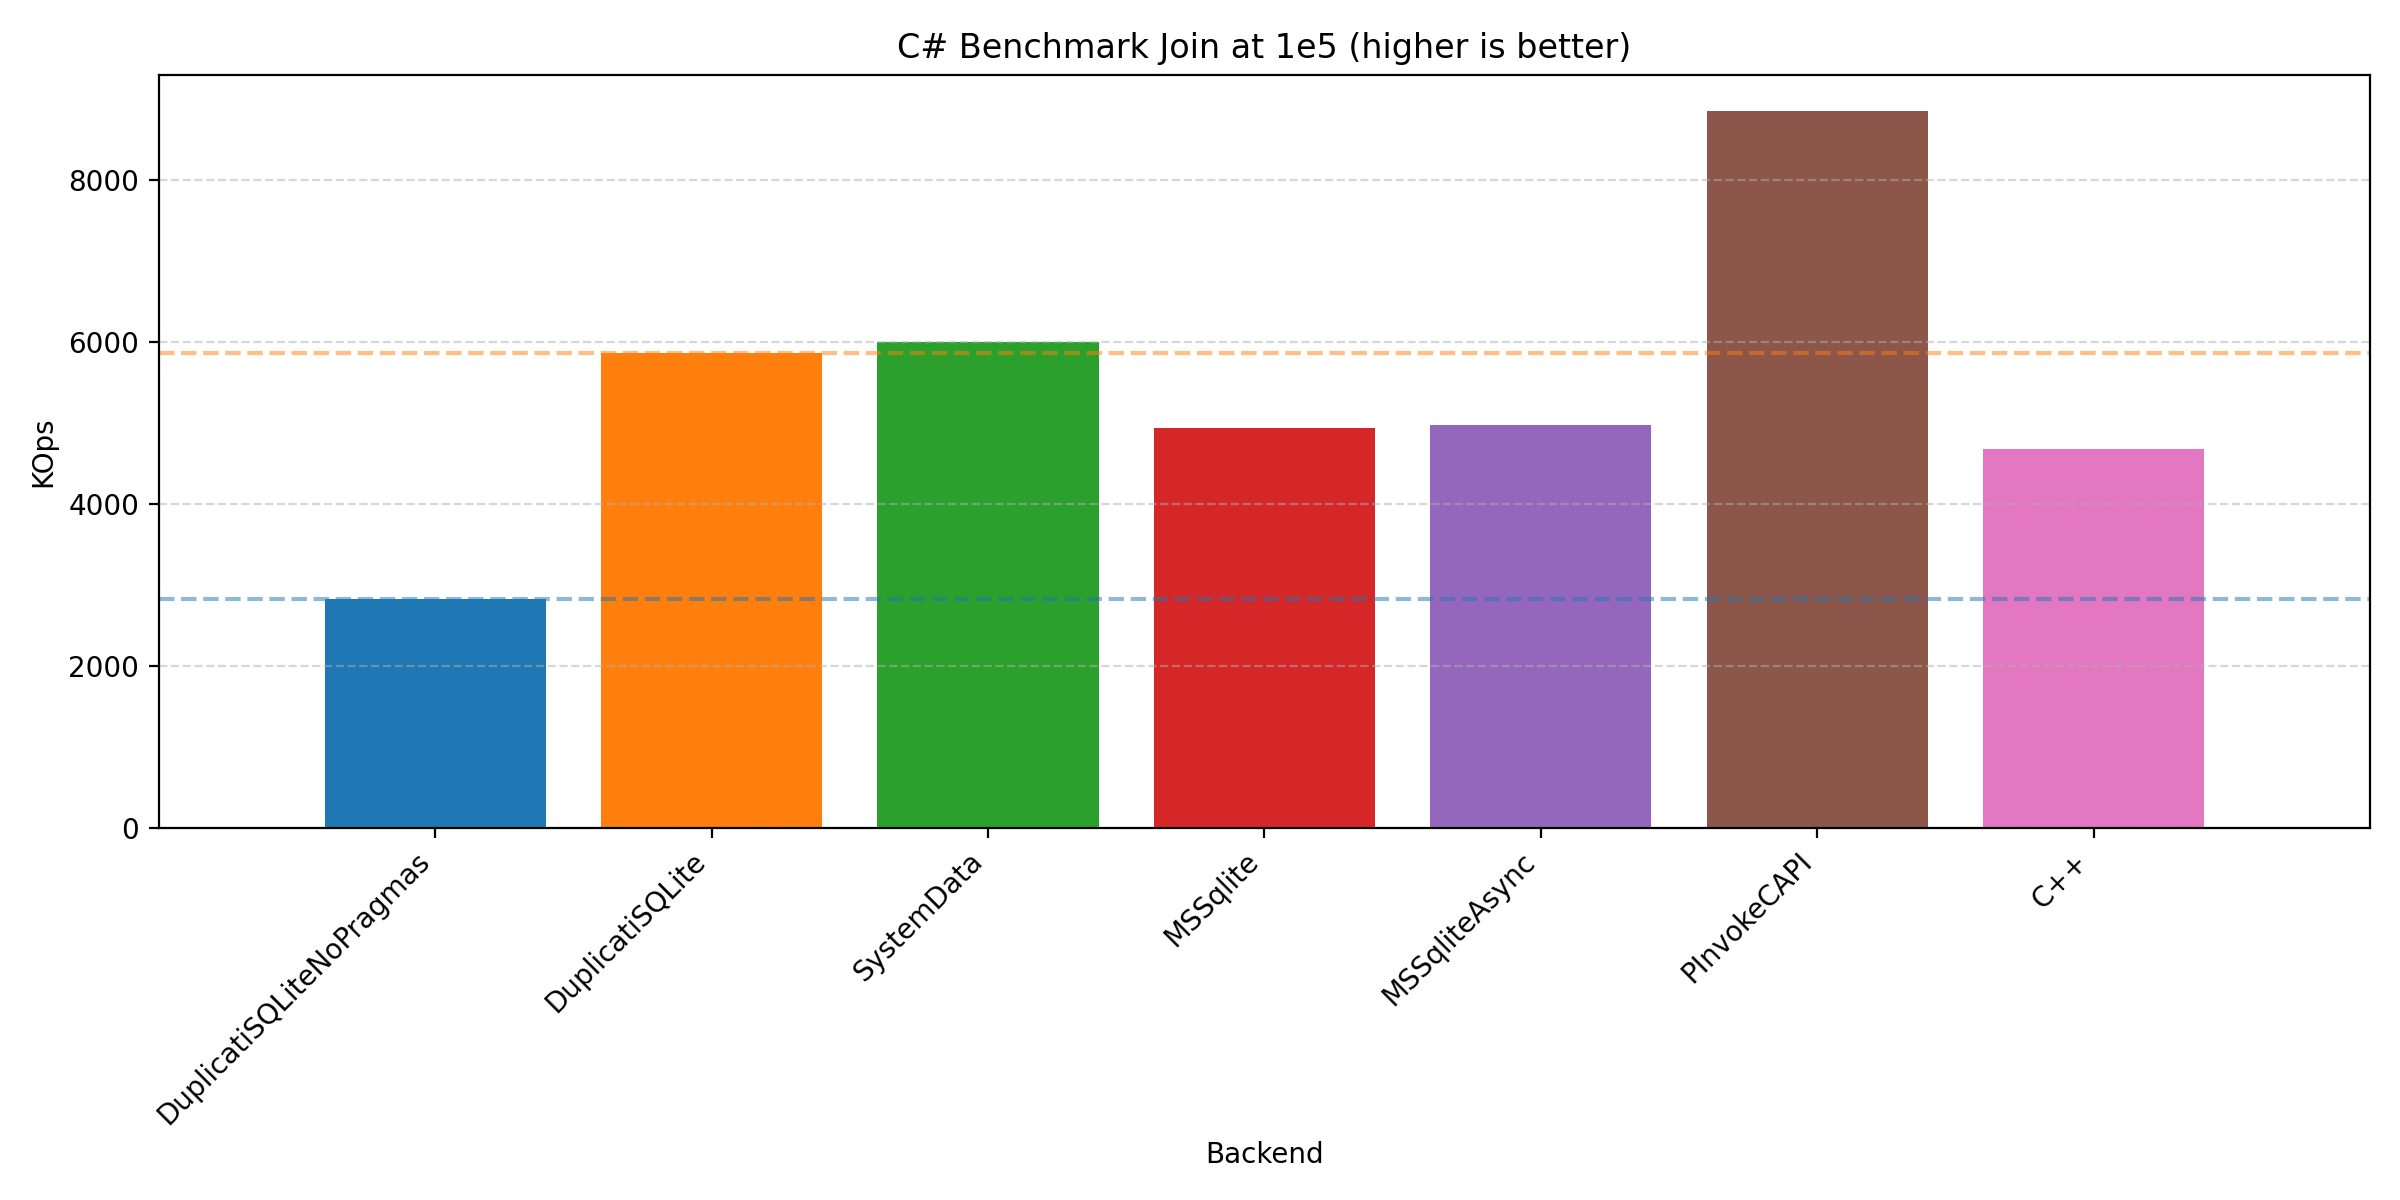 C# Benchmark Join at 1e5 (higher is better)
KOps
8000
6000
4000
2000
0
DuplicatiSQLiteNoPragmas
DuplicatiSQLite
SystemData
MSSqlite
MSSqliteAsync
PInvokeCAPI
C++
Backend